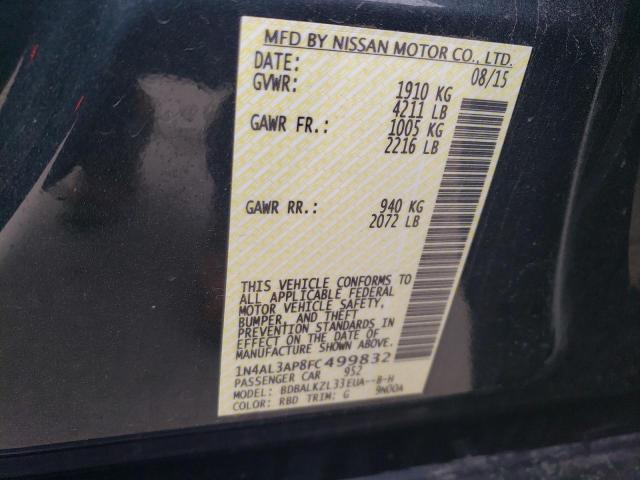 MFD BY NISSAN MOTOR CO., LTD.
DATE: 08/15
GVWR: 1910 KG
4211 LB
GAWR FR.: 1005 KG
2216 LB
GAWR RR.: 940 KG
2072 LB
THIS VEHICLE CONFORMS TO
ALL APPLICABLE FEDERAL
MOTOR VEHICLE SAFETY,
BUMPER, AND THEFT
PREVENTION STANDARDS IN
EFFECT ON THE DATE OF
MANUFACTURE SHOWN ABOVE.
1N4AL3AP8FC499832
PASSENGER CAR 952
MODEL: BDBALKZL33EUA--B-H
COLOR: RBD TRIM: G 9N00A